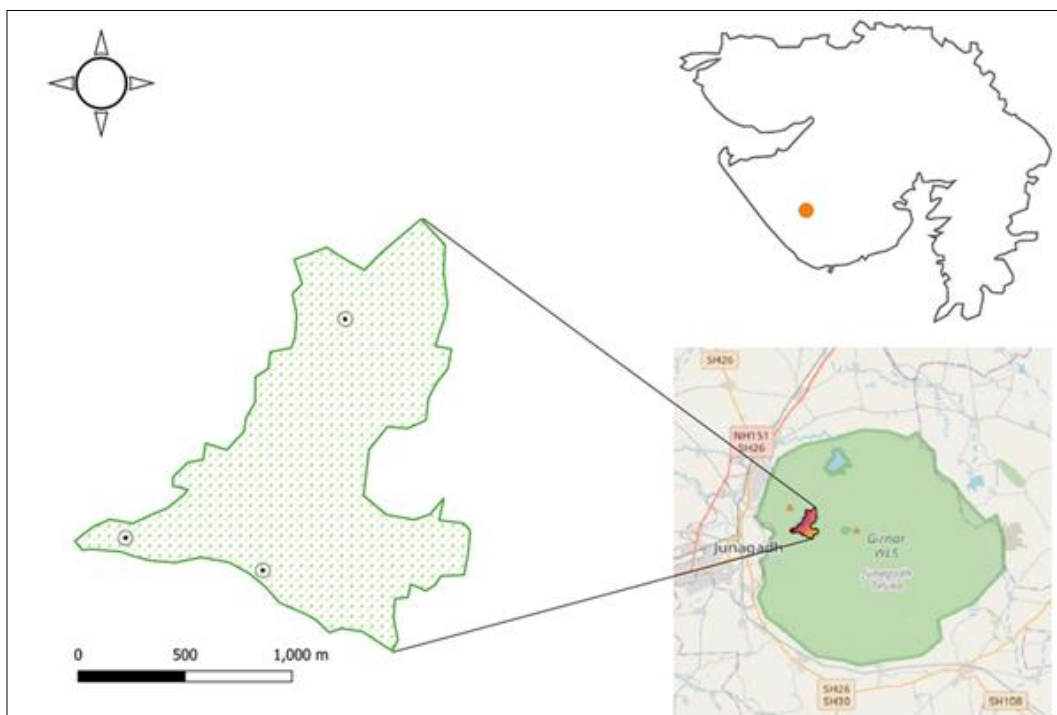 SH26
NH151
SH26
Junagadh
Girnar
WLS
Junagadh
Taluka
0 500 1,000 m
SH26
SH30
SH108